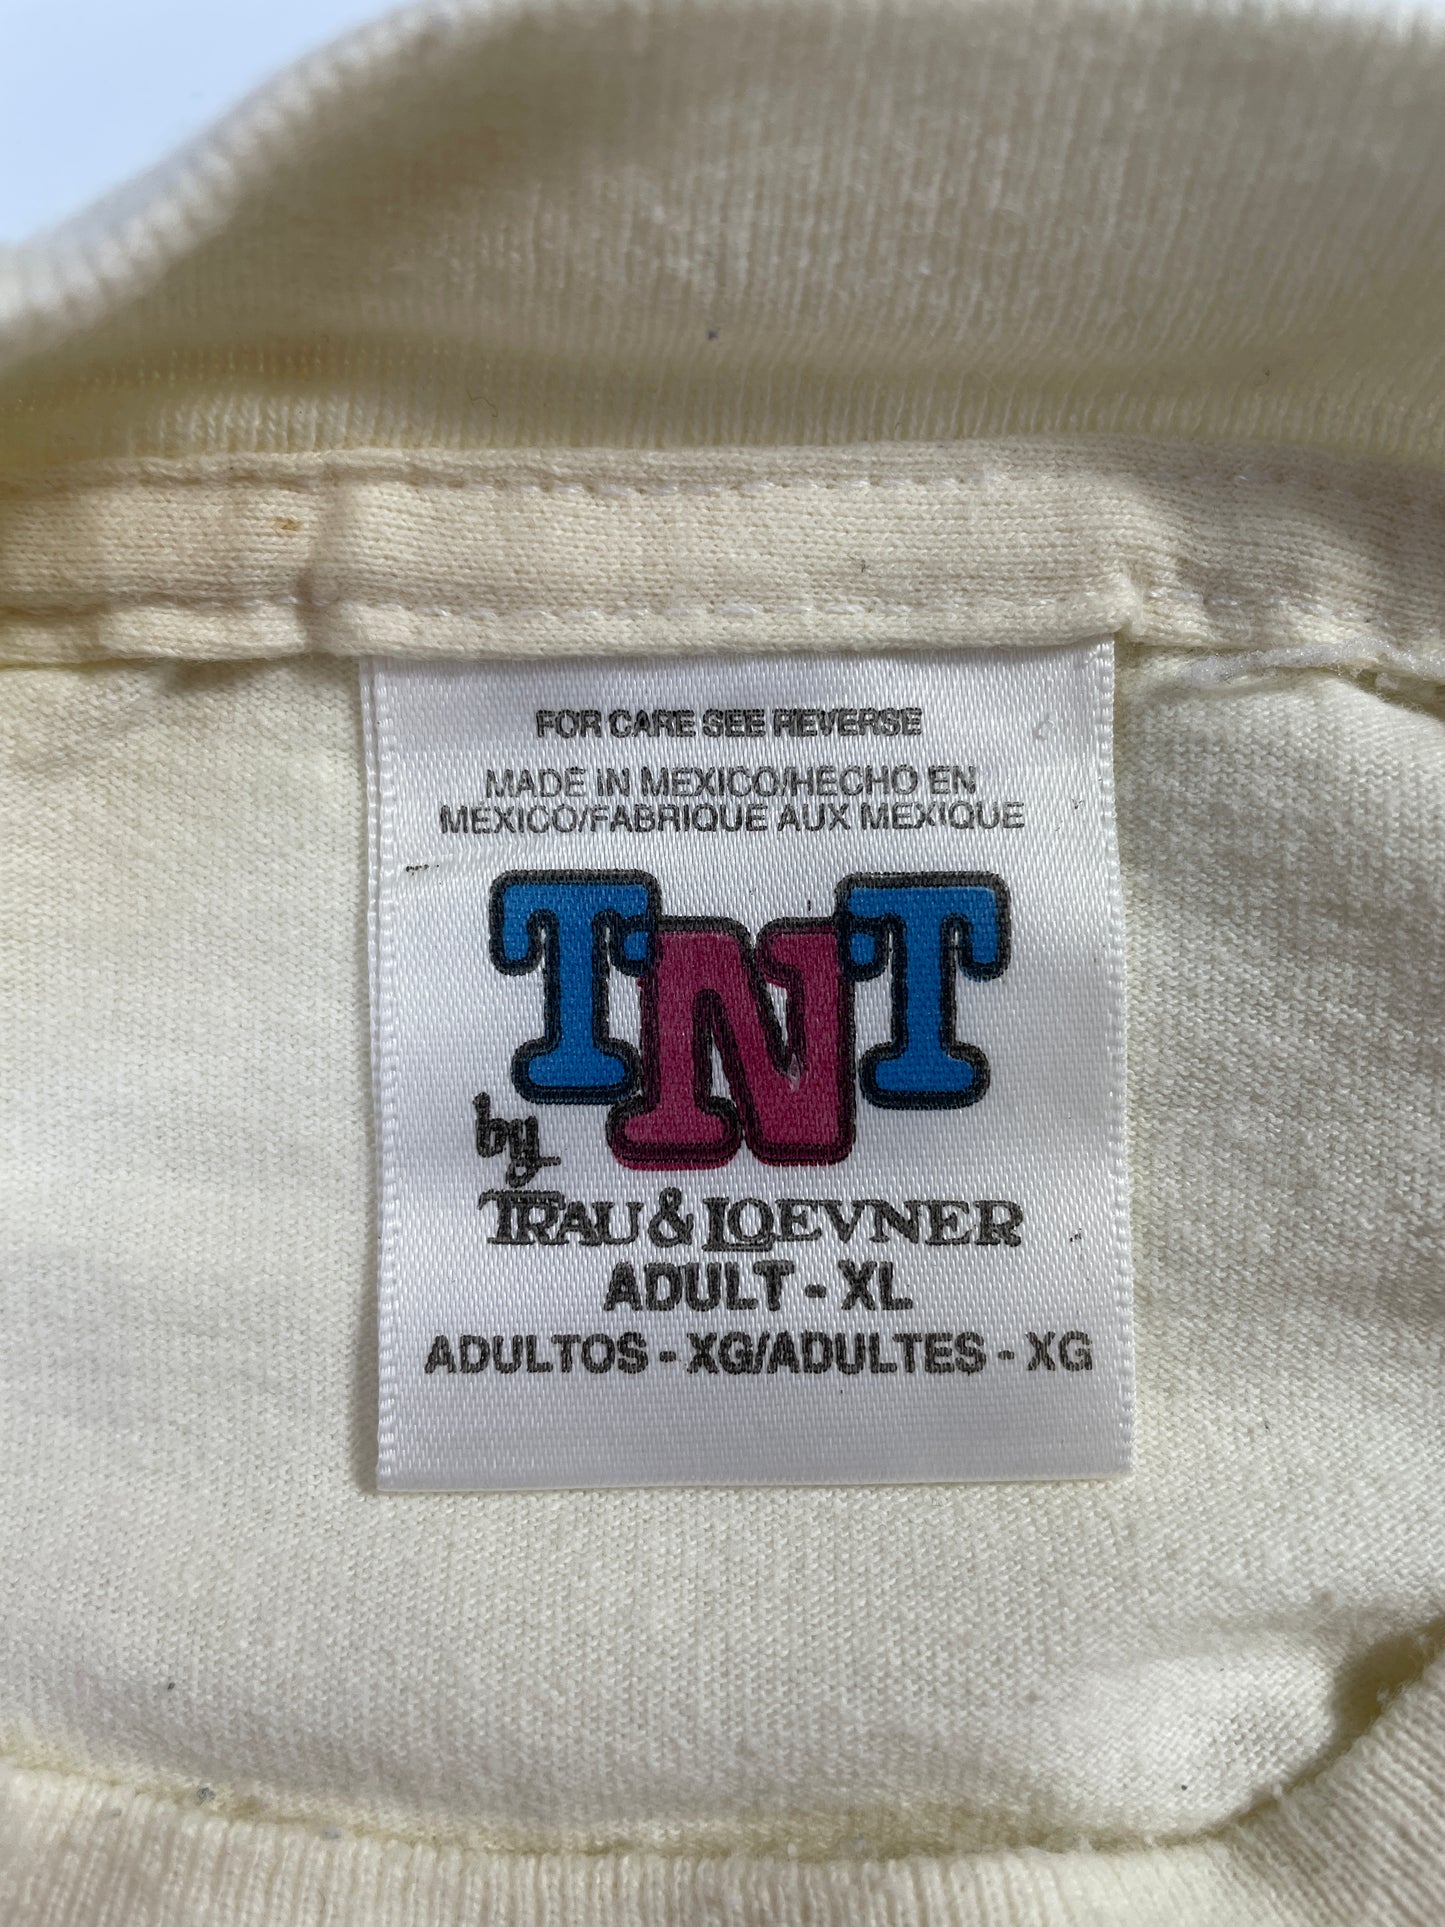 FOR CARE SEE REVERSE
MADE IN MEXICO/HECHO EN
MEXICO/FABRIQUE AUX MEXIQUE
TNT
by
TRAU & LOEVNER
ADULT - XL
ADULTOS - XG/ADULTES - XG